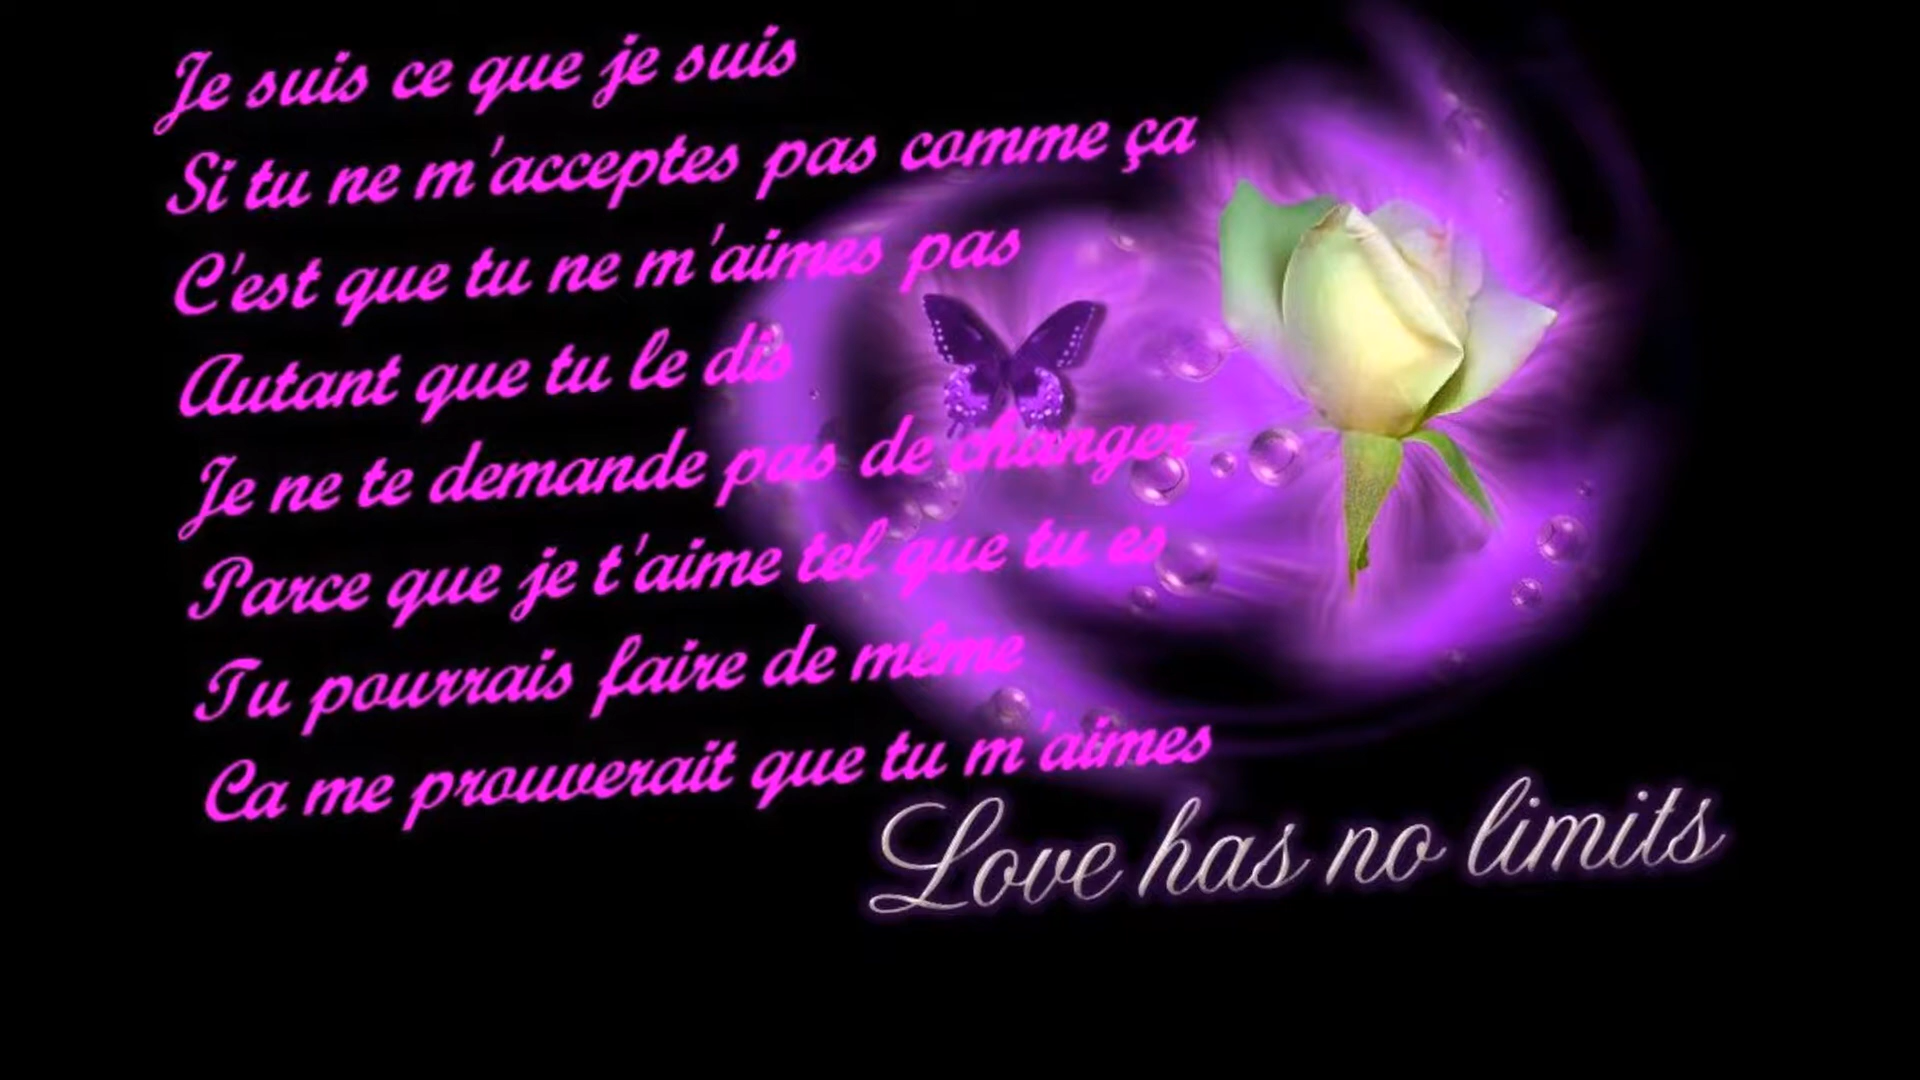 Je suis ce que je suis
Si tu ne m'acceptes pas comme ça
C'est que tu ne m'aimes pas
Autant que tu le dis
Je ne te demande pas de changer
Parce que je t'aime tel que tu es
Tu pourrais faire de même
Ca me prouverait que tu m'aimes
Love has no limits